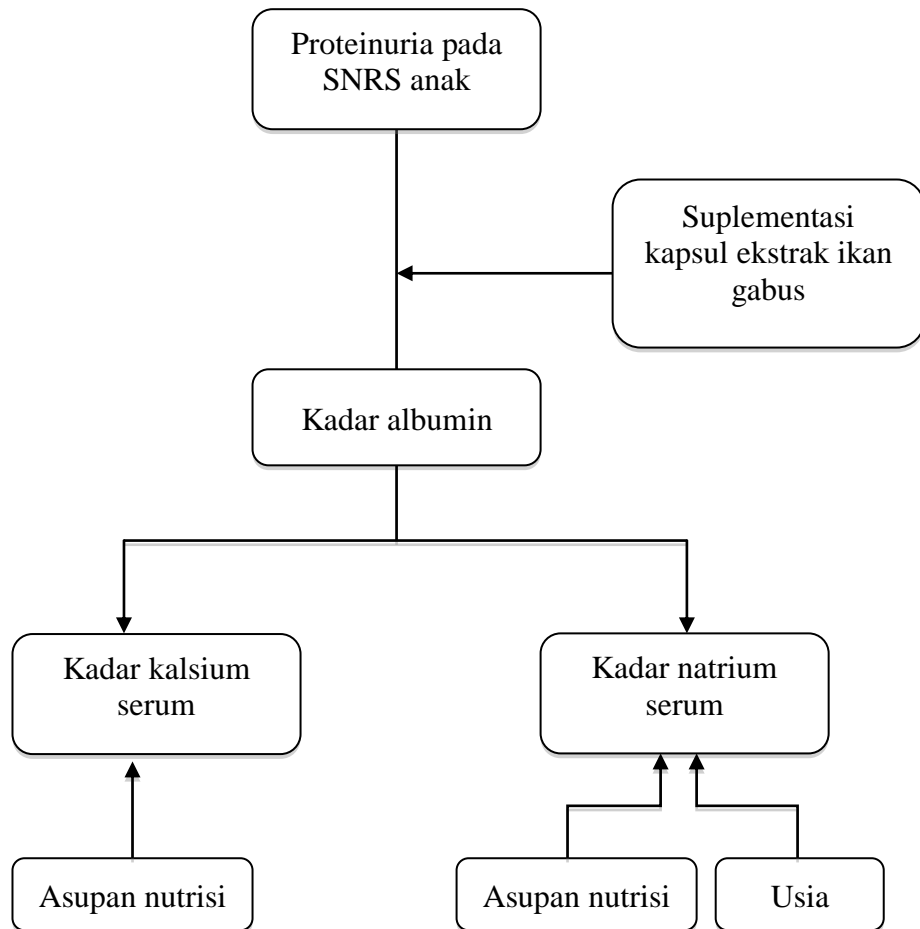 Proteinuria pada
SNRS anak
Suplementasi
kapsul ekstrak ikan
gabus
Kadar albumin
Kadar kalsium
serum
Kadar natrium
serum
Asupan nutrisi
Asupan nutrisi
Usia